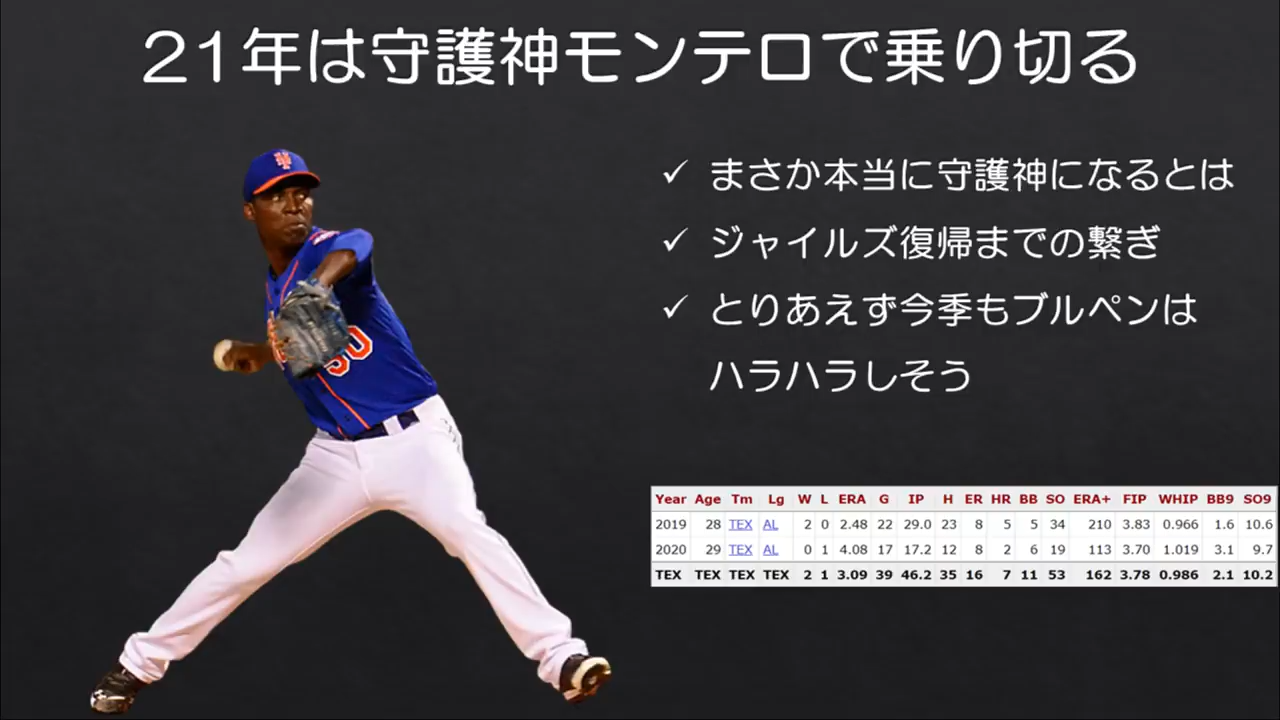 21年は守護神モンテロで乗り切る
✓ まさか本当に守護神になるとは
✓ ジャイルズ復帰までの繋ぎ
✓ とりあえず今季もブルペンは
ハラハラしそう
Year Age Tm Lg W L ERA G IP H ER HR BB SO ERA+ FIP WHIP BB9 SO9
2019 28 TEX AL 2 0 2.48 22 29.0 23 8 5 5 34 210 3.83 0.966 1.6 10.6
2020 29 TEX AL 0 1 4.08 17 17.2 12 8 2 6 19 113 3.70 1.019 3.1 9.7
TEX TEX TEX TEX 2 1 3.09 39 46.2 35 16 7 11 53 162 3.78 0.986 2.1 10.2